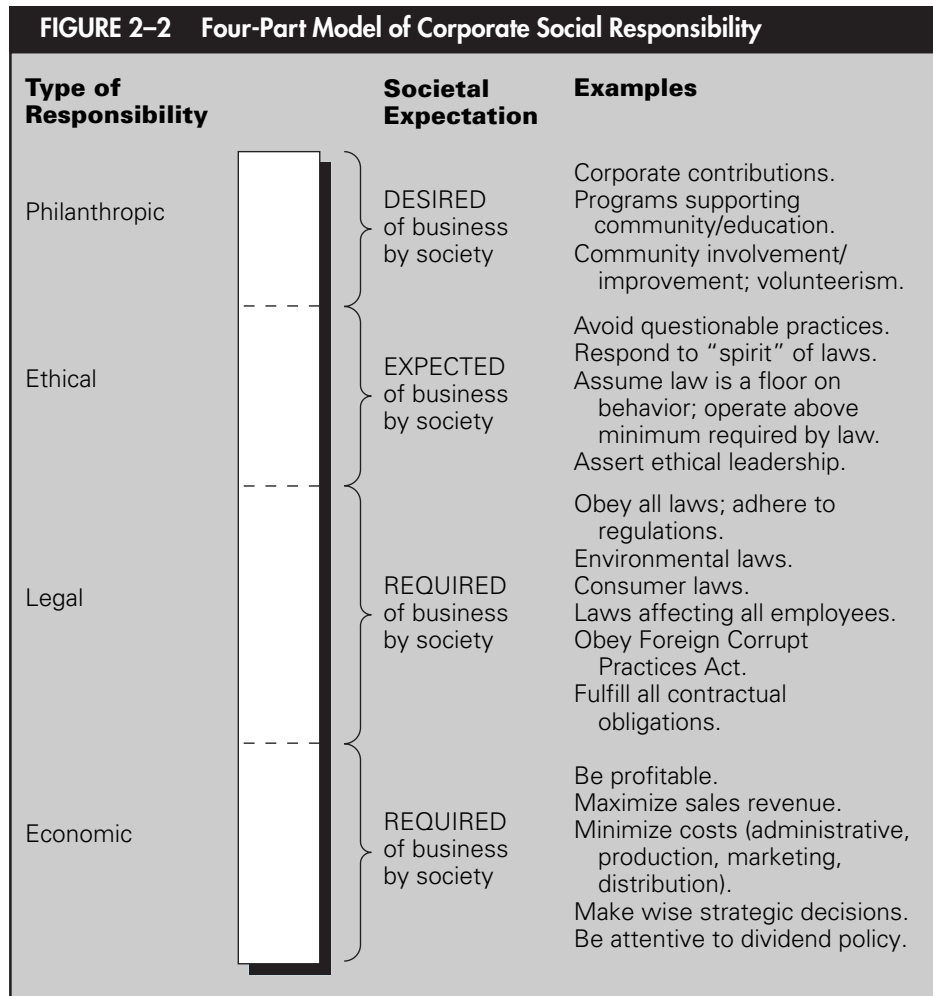 FIGURE 2–2 Four-Part Model of Corporate Social Responsibility
Type of
Responsibility
Societal
Expectation
Examples
Philanthropic
DESIRED
of business
by society
Corporate contributions.
Programs supporting
community/education.
Community involvement/
improvement; volunteerism.
Ethical
EXPECTED
of business
by society
Avoid questionable practices.
Respond to “spirit” of laws.
Assume law is a floor on
behavior; operate above
minimum required by law.
Assert ethical leadership.
Legal
REQUIRED
of business
by society
Obey all laws; adhere to
regulations.
Environmental laws.
Consumer laws.
Laws affecting all employees.
Obey Foreign Corrupt
Practices Act.
Fulfill all contractual
obligations.
Economic
REQUIRED
of business
by society
Be profitable.
Maximize sales revenue.
Minimize costs (administrative,
production, marketing,
distribution).
Make wise strategic decisions.
Be attentive to dividend policy.